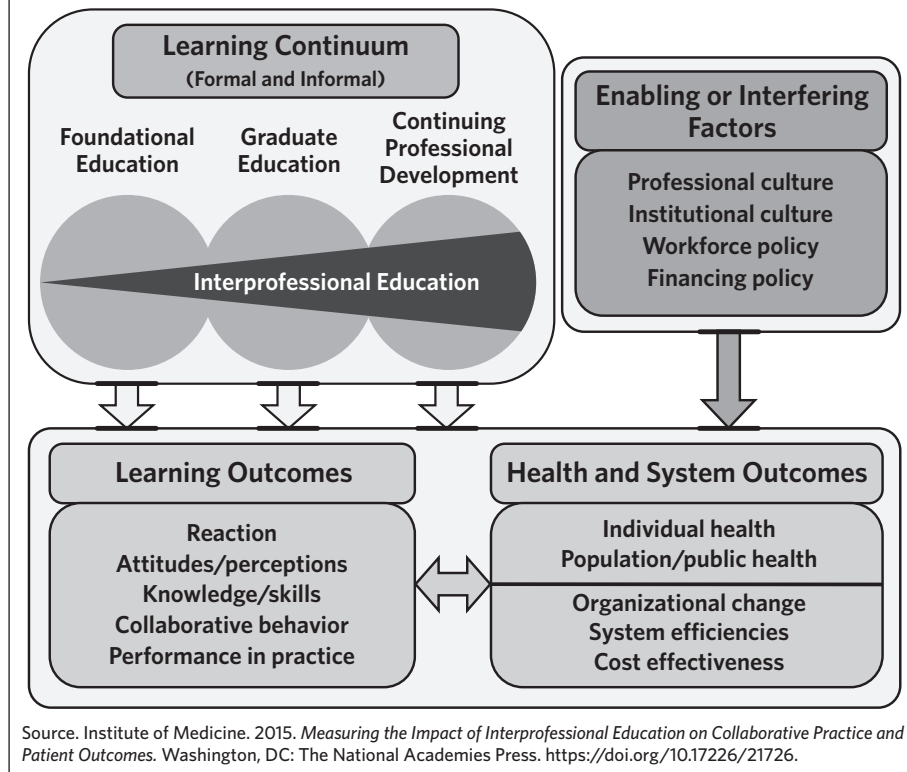 Learning Continuum
(Formal and Informal)
Foundational
Education
Graduate
Education
Continuing
Professional
Development
Interprofessional Education
Enabling or Interfering
Factors
Professional culture
Institutional culture
Workforce policy
Financing policy
Learning Outcomes
Reaction
Attitudes/perceptions
Knowledge/skills
Collaborative behavior
Performance in practice
Health and System Outcomes
Individual health
Population/public health
Organizational change
System efficiencies
Cost effectiveness
Source. Institute of Medicine. 2015. Measuring the Impact of Interprofessional Education on Collaborative Practice and
Patient Outcomes. Washington, DC: The National Academies Press. https://doi.org/10.17226/21726.